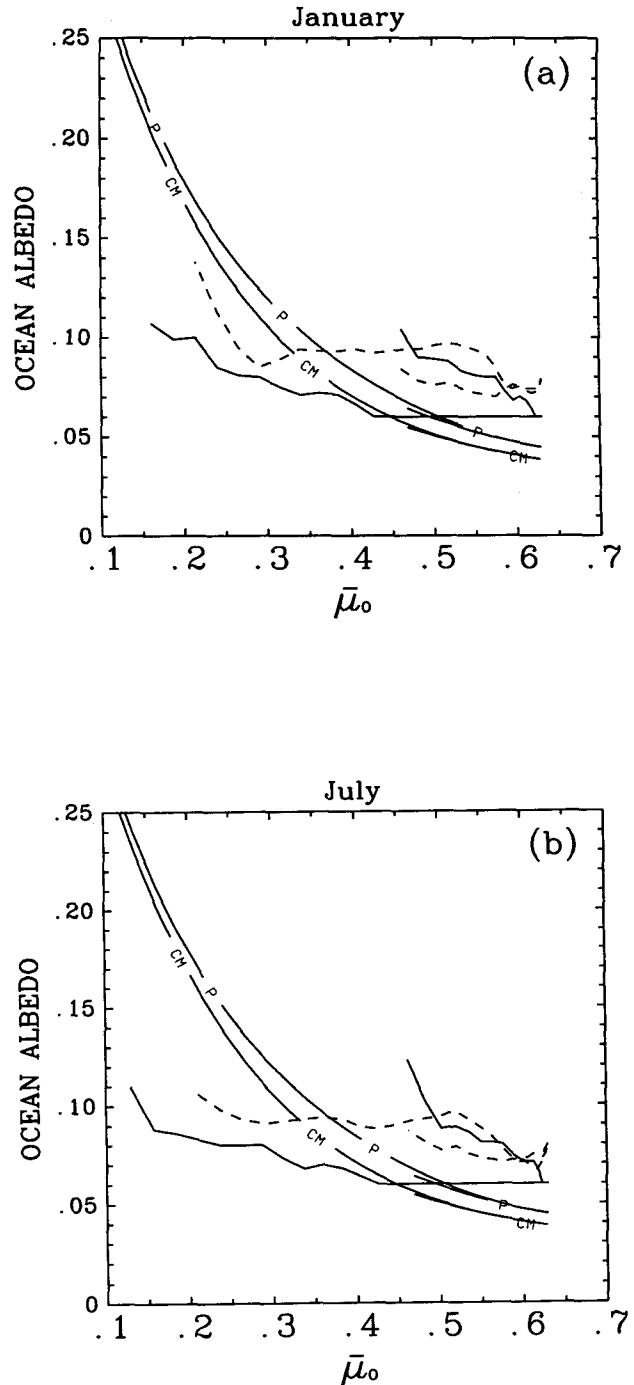 January
(a)
.25
.20
.15
.10
.05
0
OCEAN ALBEDO
P
CM
P
CM
P
CM
.1 .2 .3 .4 .5 .6 .7
μ̄₀
July
(b)
.25
.20
.15
.10
.05
0
OCEAN ALBEDO
CM
P
CM
P
P
CM
.1 .2 .3 .4 .5 .6 .7
μ̄₀